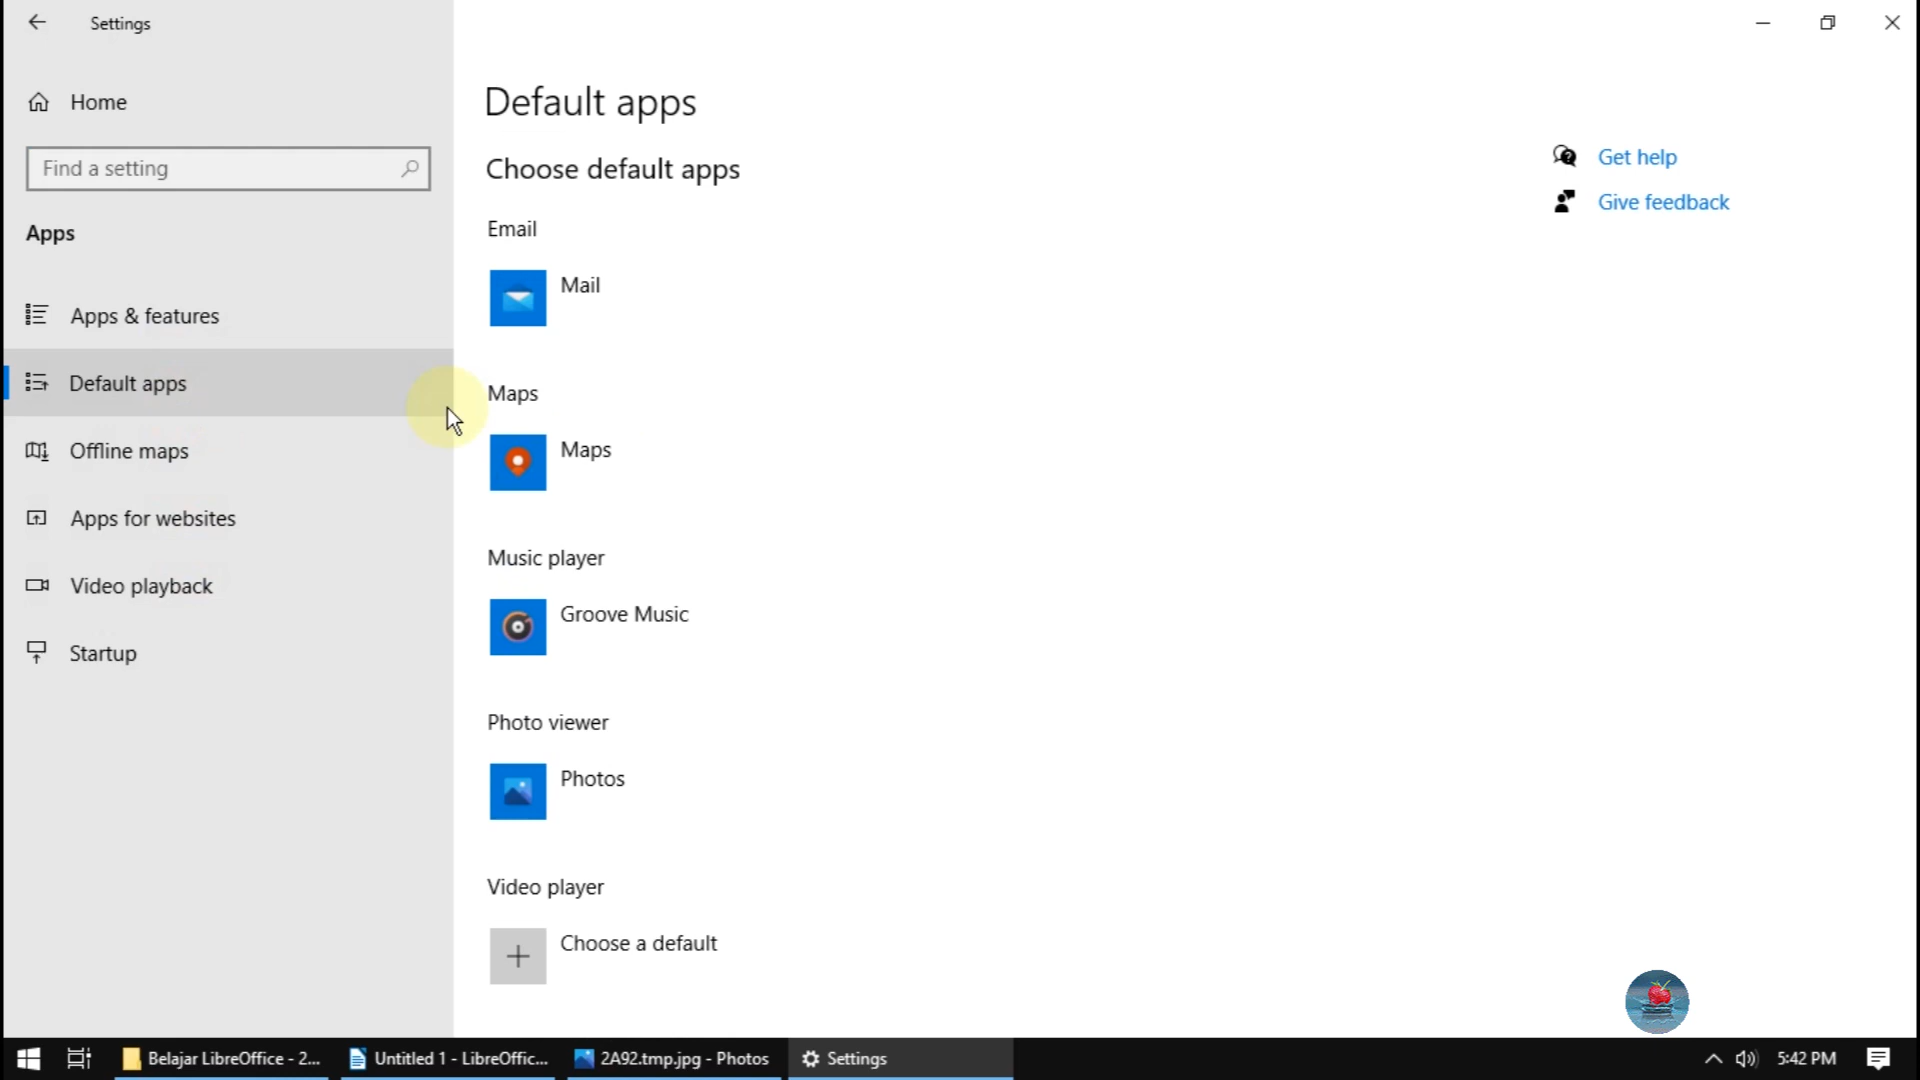 Settings
Home
Find a setting
Apps
Apps & features
Default apps
Offline maps
Apps for websites
Video playback
Startup
Default apps
Choose default apps
Email
Mail
Maps
Maps
Music player
Groove Music
Photo viewer
Photos
Video player
Choose a default
Get help
Give feedback
Belajar LibreOffice - 2...
Untitled 1 - LibreOffic...
2A92.tmp.jpg - Photos
Settings
5:42 PM